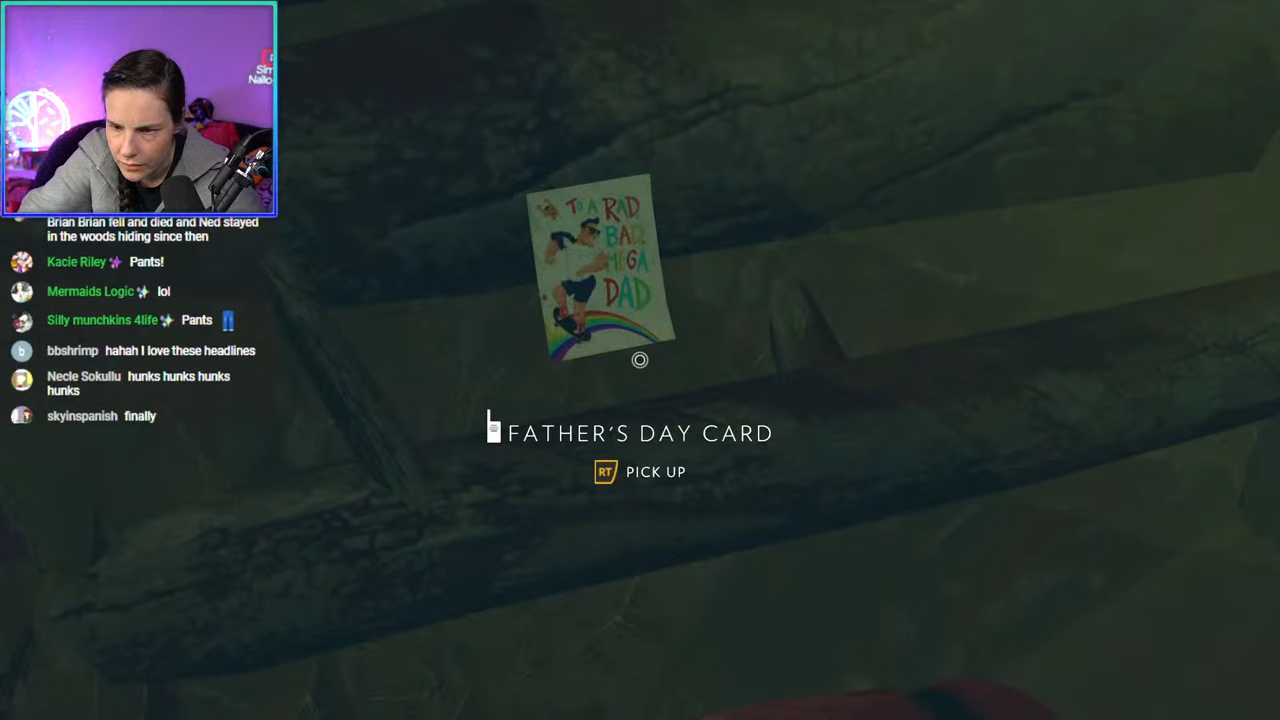 Brian Brian fell and died and Ned stayed
in the woods hiding since then
Kacie Riley Pants!
Mermaids Logic lol
Silly munchkins 4life Pants
b bbshrimp hahah I love these headlines
Necle Sokullu hunks hunks hunks
hunks
skyinspanish finally
TO A RAD
BAD
MEGA
DAD
FATHER'S DAY CARD
RT PICK UP